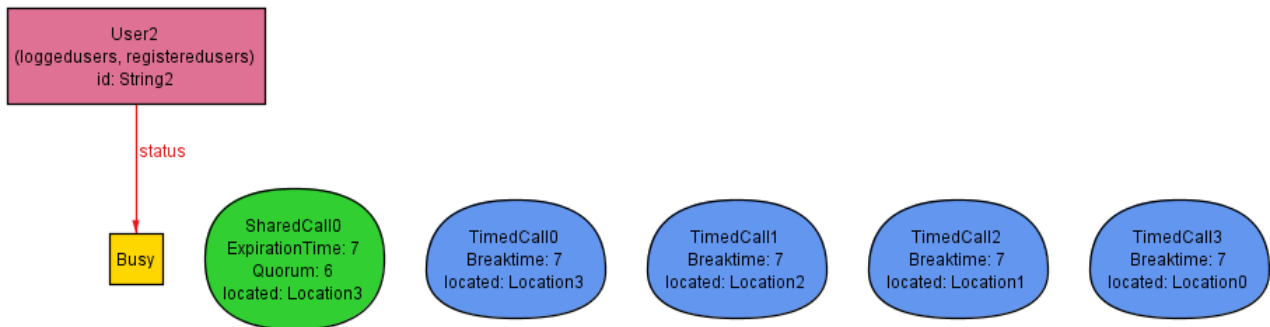 User2
(loggedusers, registeredusers)
id: String2
status
Busy
SharedCall0
ExpirationTime: 7
Quorum: 6
located: Location3
TimedCall0
Breaktime: 7
located: Location3
TimedCall1
Breaktime: 7
located: Location2
TimedCall2
Breaktime: 7
located: Location1
TimedCall3
Breaktime: 7
located: Location0